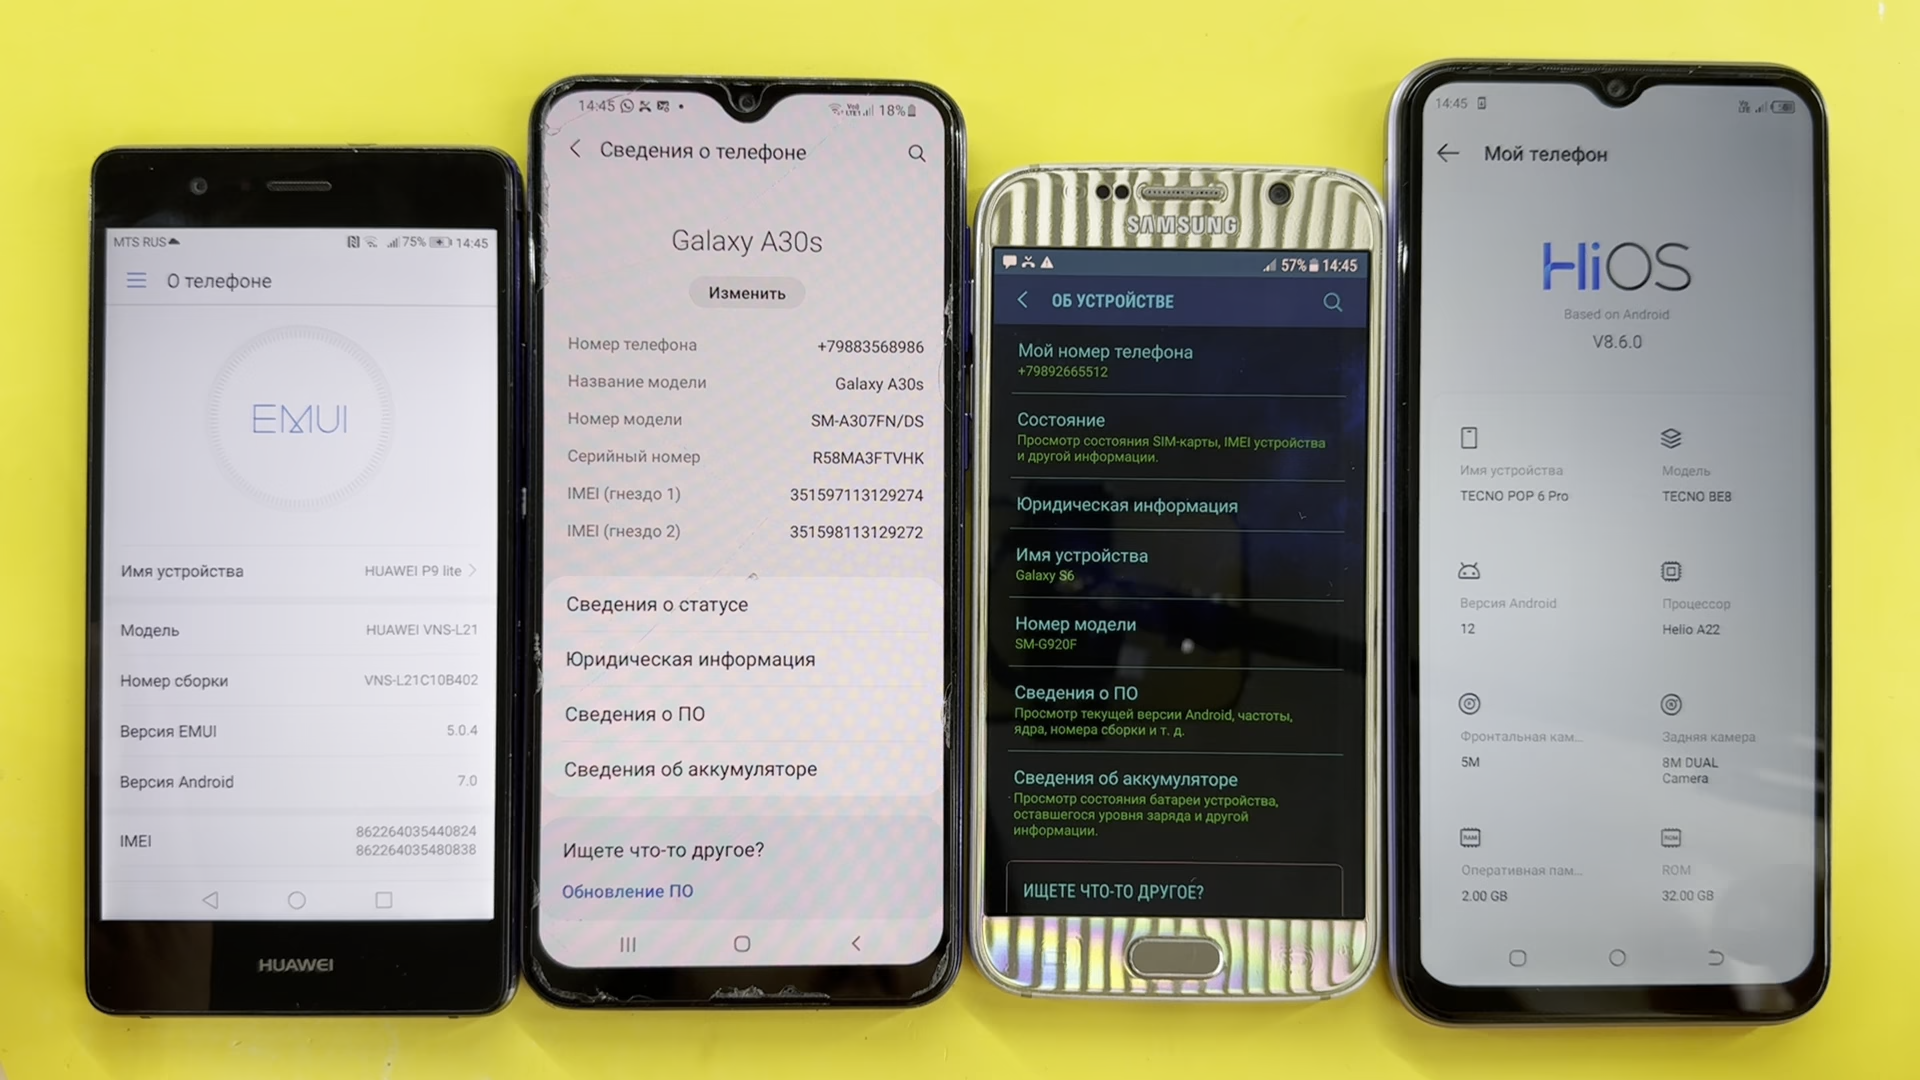 MTS RUS 75% 14:45
О телефоне
EMUI
Имя устройства HUAWEI P9 lite
Модель HUAWEI VNS-L21
Номер сборки VNS-L21C10B402
Версия EMUI 5.0.4
Версия Android 7.0
IMEI 862264035440824
862264035480838
HUAWEI
14:45 18%
Сведения о телефоне
Galaxy A30s
Изменить
Номер телефона +79883568986
Название модели Galaxy A30s
Номер модели SM-A307FN/DS
Серийный номер R58MA3FTVHK
IMEI (гнездо 1) 351597113129274
IMEI (гнездо 2) 351598113129272
Сведения о статусе
Юридическая информация
Сведения о ПО
Сведения об аккумуляторе
Ищете что-то другое?
Обновление ПО
SAMSUNG
57% 14:45
ОБ УСТРОЙСТВЕ
Мой номер телефона
+79892665512
Состояние
Просмотр состояния SIM-карты, IMEI устройства
и другой информации.
Юридическая информация
Имя устройства
Galaxy S6
Номер модели
SM-G920F
Сведения о ПО
Просмотр текущей версии Android, частоты,
ядра, номера сборки и т. д.
Сведения об аккумуляторе
Просмотр состояния батареи устройства,
оставшегося уровня заряда и другой
информации.
ИЩЕТЕ ЧТО-ТО ДРУГОЕ?
14:45
Мой телефон
HiOS
Based on Android
V8.6.0
Имя устройства Модель
TECNO POP 6 Pro TECNO BE8
Версия Android Процессор
12 Helio A22
Фронтальная кам... Задняя камера
5M 8M DUAL
Camera
Оперативная пам... ROM
2.00 GB 32.00 GB